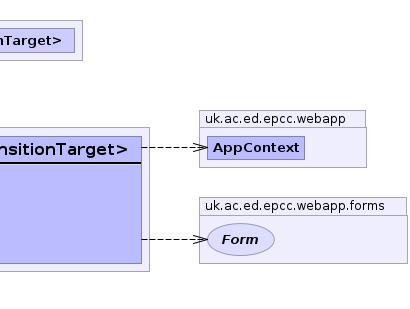 nTarget>
uk.ac.ed.epcc.webapp
AppContext
nsitionTarget>
uk.ac.ed.epcc.webapp.forms
Form